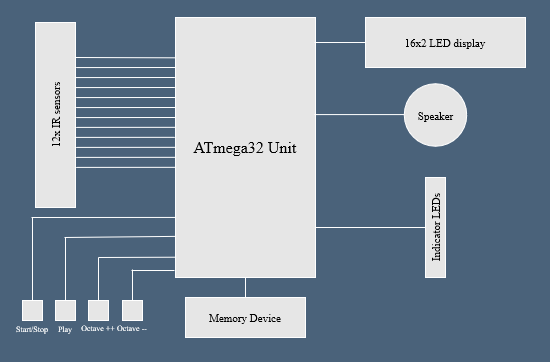 16x2 LED display
12x IR sensors
Speaker
ATmega32 Unit
Indicator LEDs
Memory Device
Start/Stop
Play
Octave ++
Octave --